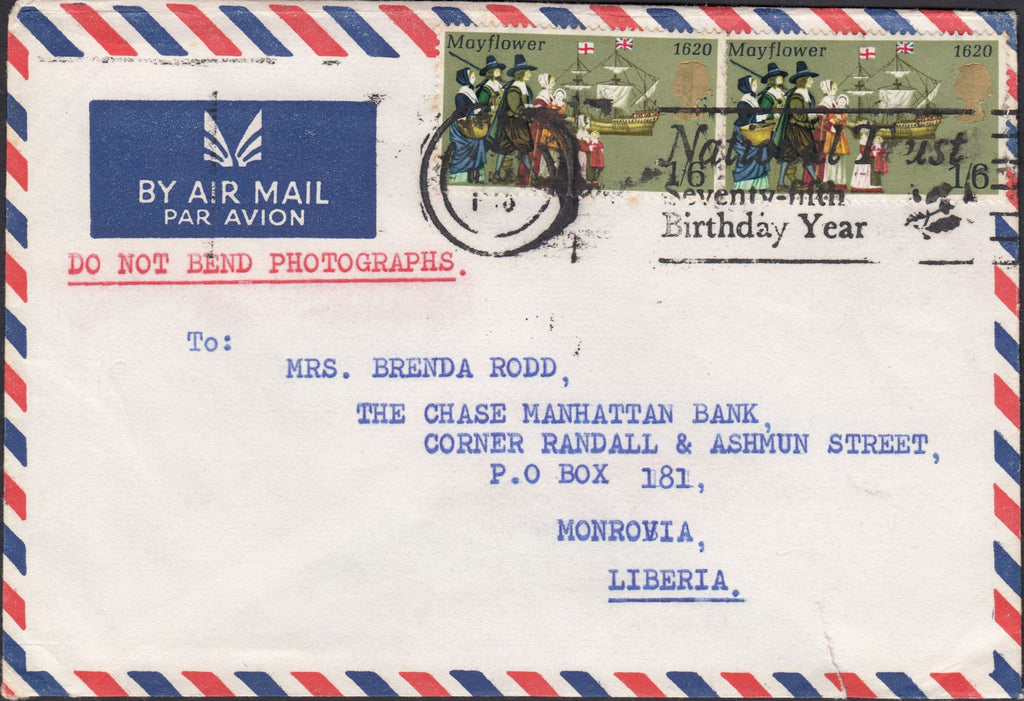 Mayflower 1620 Mayflower 1620
1/6 1/6
National Trust
Seventy-fifth
Birthday Year
BY AIR MAIL
PAR AVION
DO NOT BEND PHOTOGRAPHS.
To:
MRS. BRENDA RODD,
THE CHASE MANHATTAN BANK,
CORNER RANDALL & ASHMUN STREET,
P.O BOX 181,
MONROVIA,
LIBERIA.